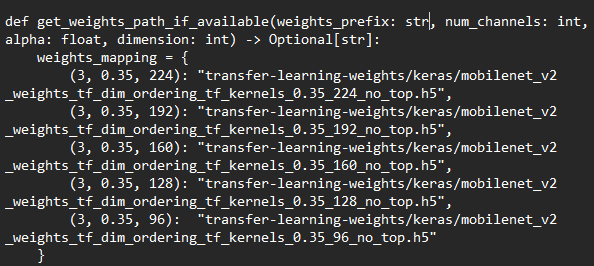 def get_weights_path_if_available(weights_prefix: str, num_channels: int,
alpha: float, dimension: int) -> Optional[str]:
    weights_mapping = {
        (3, 0.35, 224): "transfer-learning-weights/keras/mobilenet_v2
_weights_tf_dim_ordering_tf_kernels_0.35_224_no_top.h5",
        (3, 0.35, 192): "transfer-learning-weights/keras/mobilenet_v2
_weights_tf_dim_ordering_tf_kernels_0.35_192_no_top.h5",
        (3, 0.35, 160): "transfer-learning-weights/keras/mobilenet_v2
_weights_tf_dim_ordering_tf_kernels_0.35_160_no_top.h5",
        (3, 0.35, 128): "transfer-learning-weights/keras/mobilenet_v2
_weights_tf_dim_ordering_tf_kernels_0.35_128_no_top.h5",
        (3, 0.35, 96):  "transfer-learning-weights/keras/mobilenet_v2
_weights_tf_dim_ordering_tf_kernels_0.35_96_no_top.h5"
    }